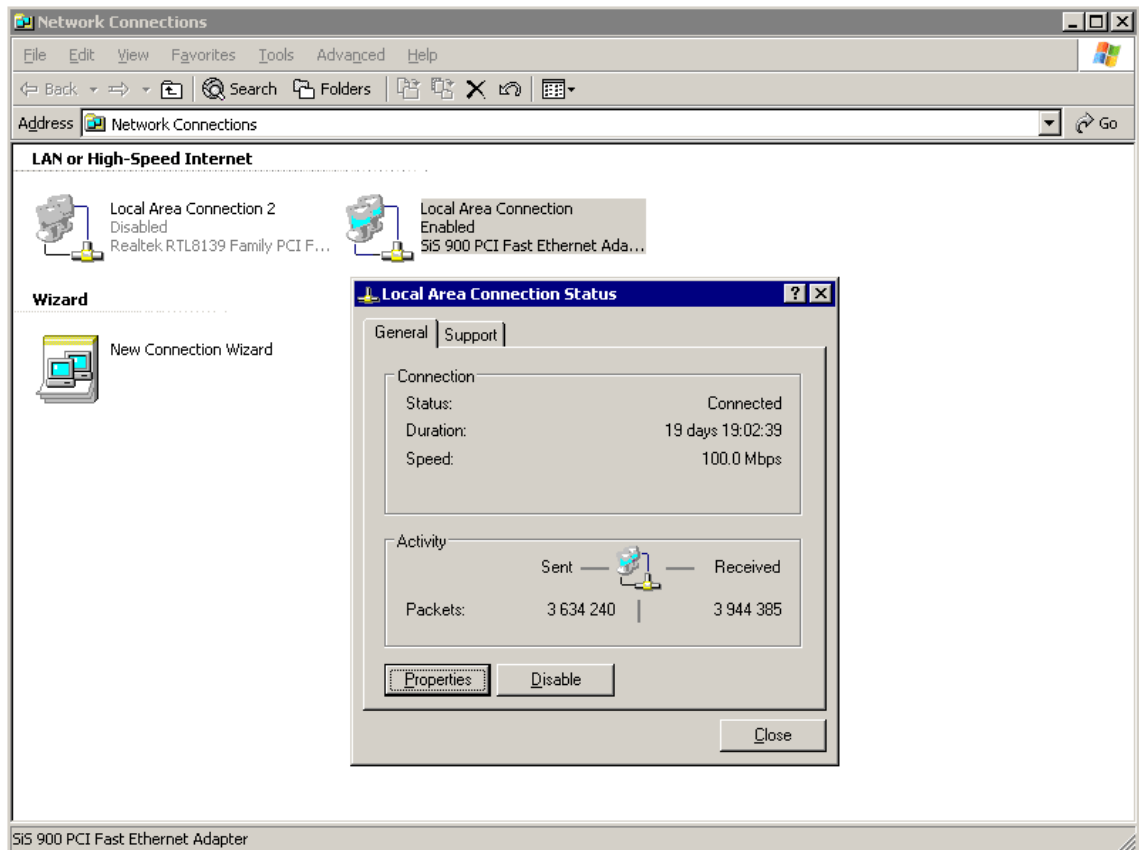 Network Connections
File Edit View Favorites Tools Advanced Help
Back Search Folders
Address Network Connections Go
LAN or High-Speed Internet
Local Area Connection 2
Disabled
Realtek RTL8139 Family PCI F...
Local Area Connection
Enabled
SiS 900 PCI Fast Ethernet Ada...
Wizard
New Connection Wizard
Local Area Connection Status
General Support
Connection
Status: Connected
Duration: 19 days 19:02:39
Speed: 100.0 Mbps
Activity
Sent Received
Packets: 3 634 240 3 944 385
Properties Disable
Close
SiS 900 PCI Fast Ethernet Adapter